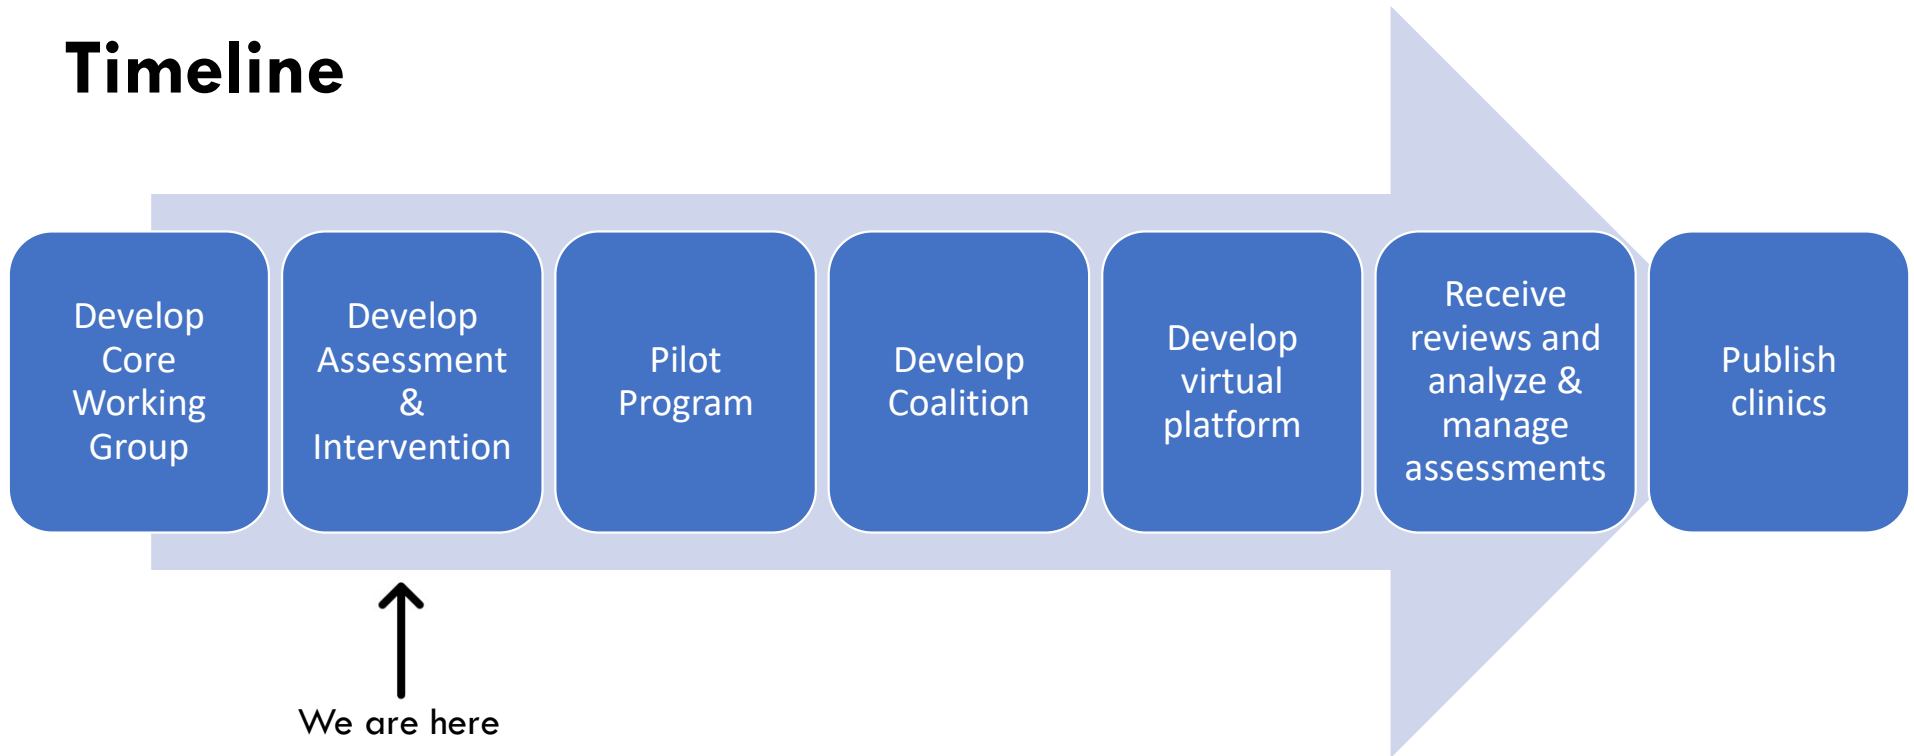 Timeline
Develop
Core
Working
Group
Develop
Assessment
&
Intervention
Pilot
Program
Develop
Coalition
Develop
virtual
platform
Receive
reviews and
analyze &
manage
assessments
Publish
clinics
We are here